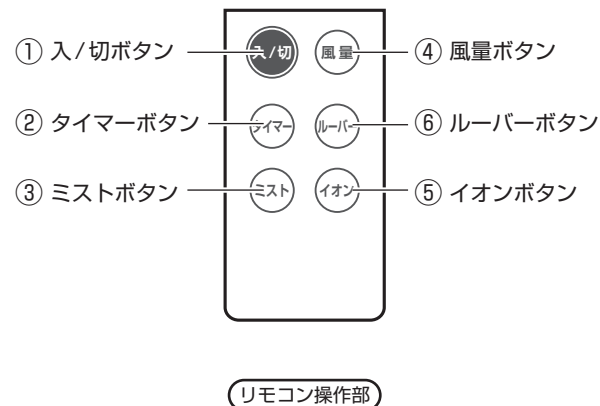 ① 入/切ボタン
入/切
風量
④ 風量ボタン
② タイマーボタン
タイマー
ルーバー
⑥ ルーバーボタン
③ ミストボタン
ミスト
イオン
⑤ イオンボタン
リモコン操作部